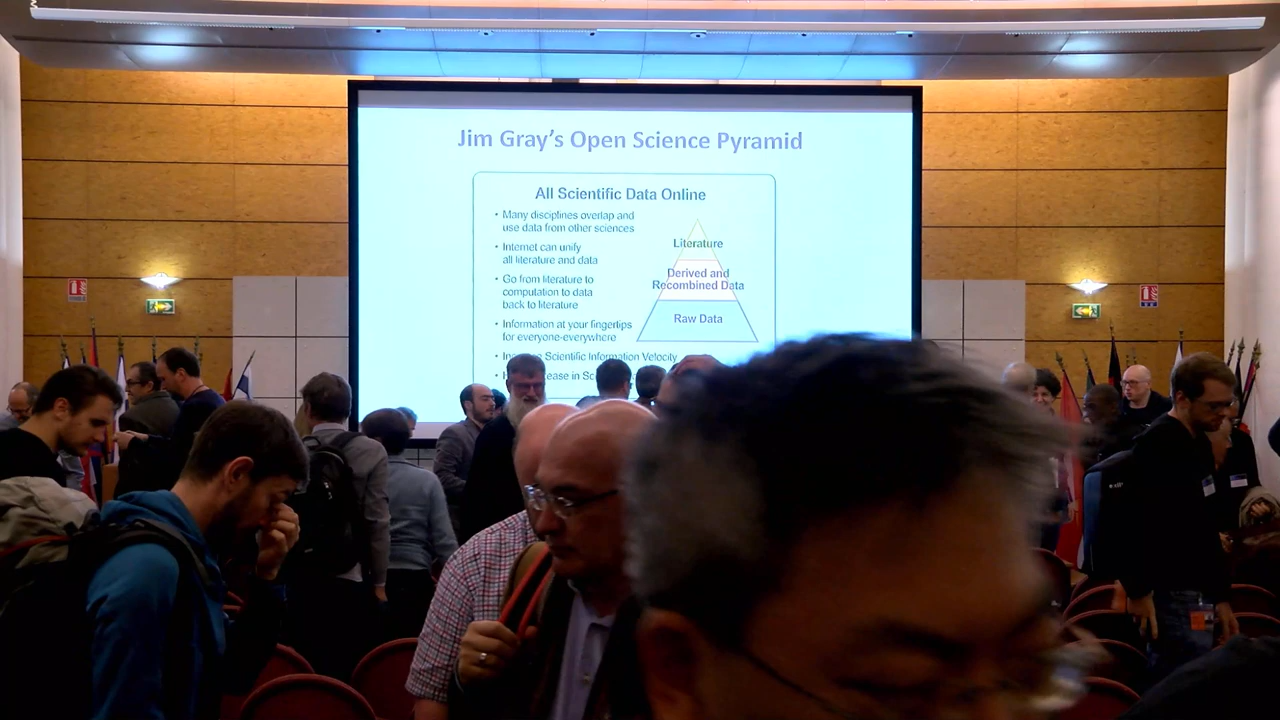 Jim Gray's Open Science Pyramid
All Scientific Data Online
• Many disciplines overlap and
use data from other sciences
• Internet can unify
all literature and data
• Go from literature to
computation to data
back to literature
• Information at your fingertips
for everyone-everywhere
• Increase Scientific Information Velocity
Literature
Derived and
Recombined Data
Raw Data